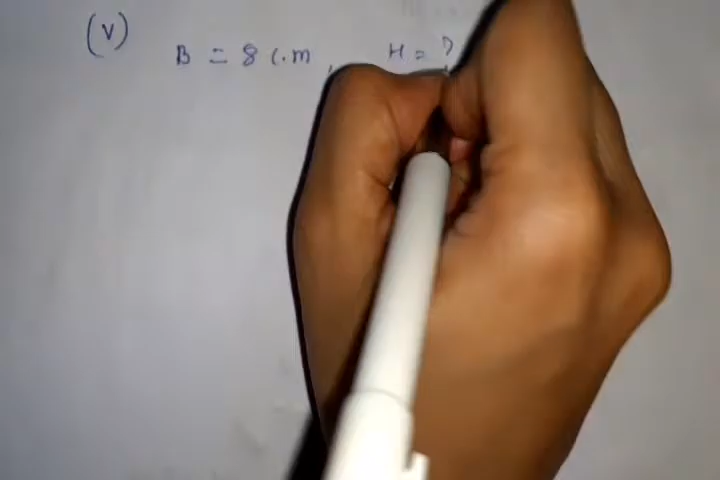 (v)
B = 8 c.m , H = ?